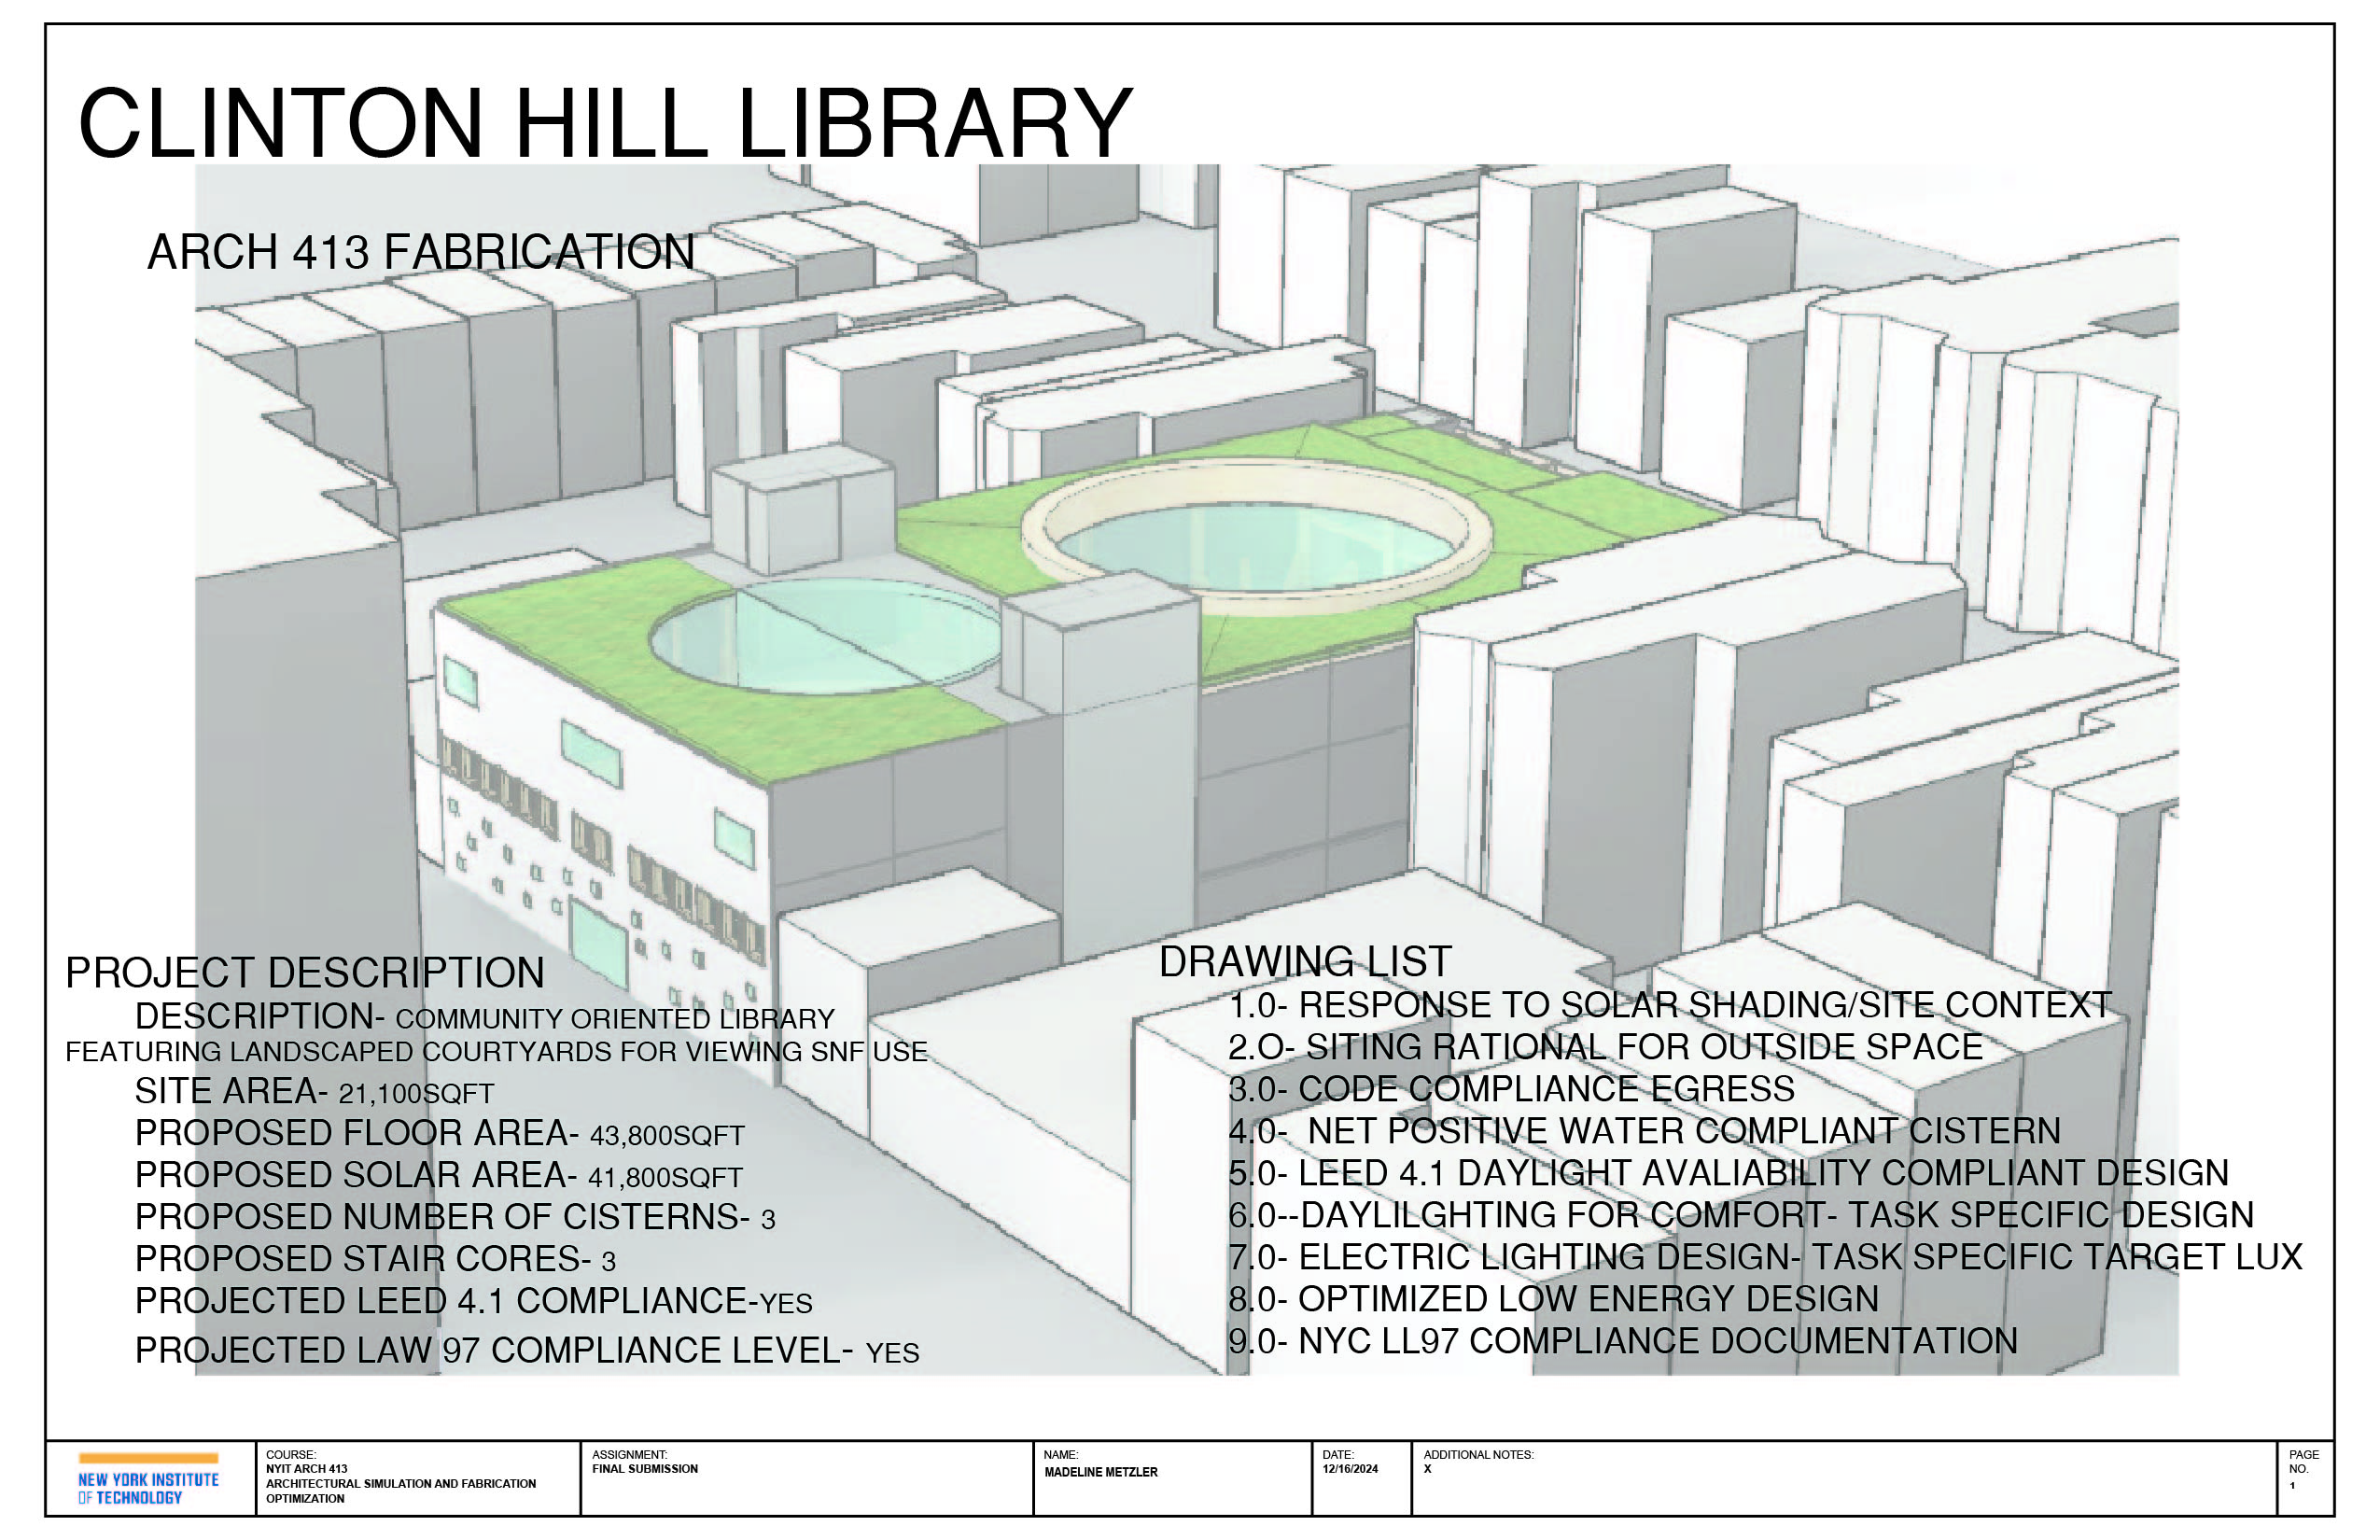 CLINTON HILL LIBRARY
ARCH 413 FABRICATION
PROJECT DESCRIPTION
DESCRIPTION- COMMUNITY ORIENTED LIBRARY
FEATURING LANDSCAPED COURTYARDS FOR VIEWING SNF USE
SITE AREA- 21,100SQFT
PROPOSED FLOOR AREA- 43,800SQFT
PROPOSED SOLAR AREA- 41,800SQFT
PROPOSED NUMBER OF CISTERNS- 3
PROPOSED STAIR CORES- 3
PROJECTED LEED 4.1 COMPLIANCE-YES
PROJECTED LAW 97 COMPLIANCE LEVEL- YES
DRAWING LIST
1.0- RESPONSE TO SOLAR SHADING/SITE CONTEXT
2.O- SITING RATIONAL FOR OUTSIDE SPACE
3.0- CODE COMPLIANCE EGRESS
4.0- NET POSITIVE WATER COMPLIANT CISTERN
5.0- LEED 4.1 DAYLIGHT AVALIABILITY COMPLIANT DESIGN
6.0--DAYLILGHTING FOR COMFORT- TASK SPECIFIC DESIGN
7.0- ELECTRIC LIGHTING DESIGN- TASK SPECIFIC TARGET LUX
8.0- OPTIMIZED LOW ENERGY DESIGN
9.0- NYC LL97 COMPLIANCE DOCUMENTATION
NEW YORK INSTITUTE
OF TECHNOLOGY
COURSE:
NYIT ARCH 413
ARCHITECTURAL SIMULATION AND FABRICATION
OPTIMIZATION
ASSIGNMENT:
FINAL SUBMISSION
NAME:
MADELINE METZLER
DATE:
12/16/2024
ADDITIONAL NOTES:
X
PAGE
NO.
1